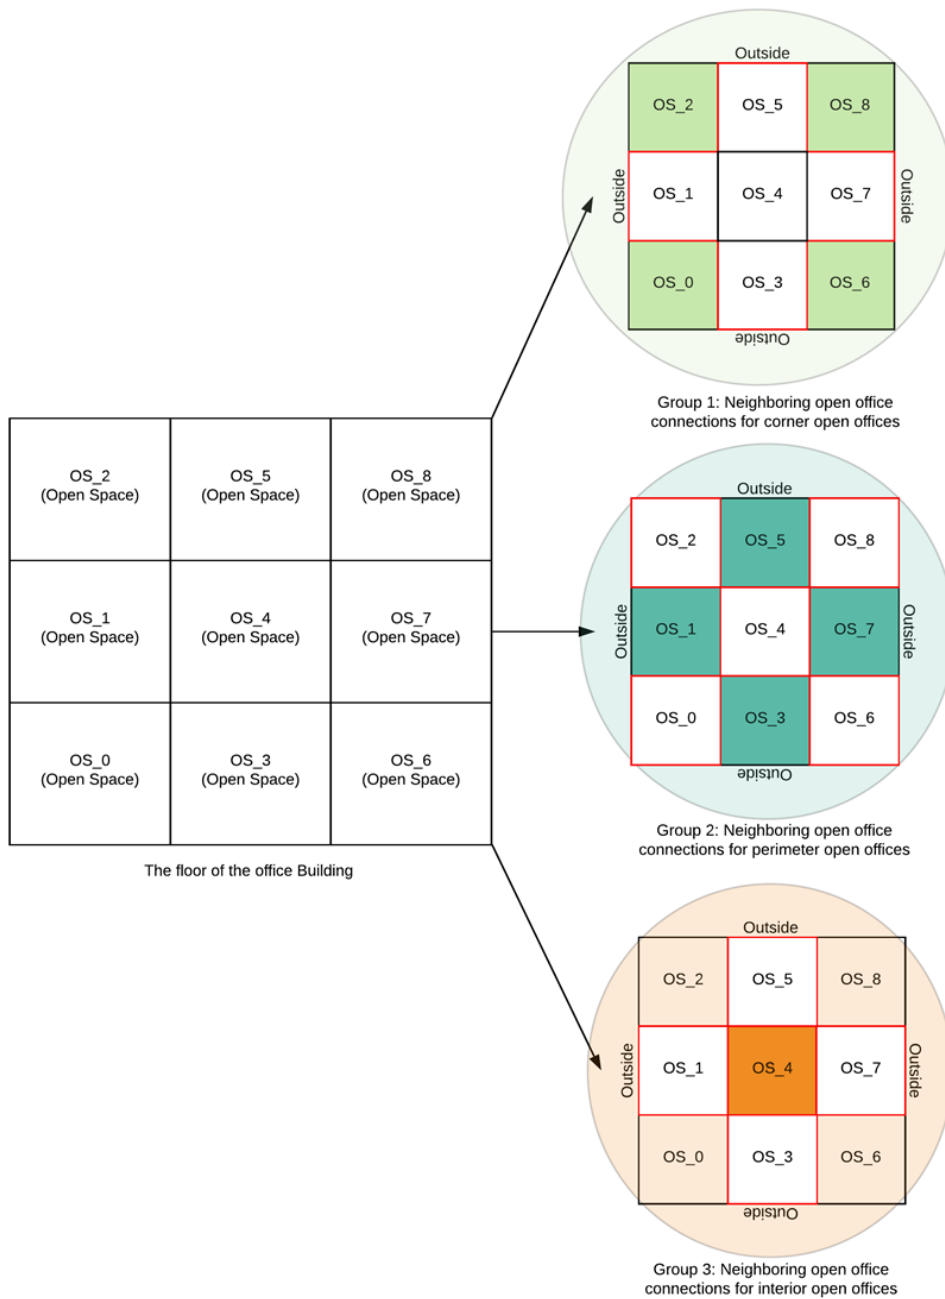 Outside
OS_2
OS_5
OS_8
Outside
OS_1
OS_4
OS_7
Outside
OS_0
OS_3
OS_6
Outside
Group 1: Neighboring open office
connections for corner open offices
OS_2
(Open Space)
OS_5
(Open Space)
OS_8
(Open Space)
OS_1
(Open Space)
OS_4
(Open Space)
OS_7
(Open Space)
OS_0
(Open Space)
OS_3
(Open Space)
OS_6
(Open Space)
The floor of the office Building
Outside
OS_2
OS_5
OS_8
Outside
OS_1
OS_4
OS_7
Outside
OS_0
OS_3
OS_6
Outside
Group 2: Neighboring open office
connections for perimeter open offices
Outside
OS_2
OS_5
OS_8
Outside
OS_1
OS_4
OS_7
Outside
OS_0
OS_3
OS_6
Outside
Group 3: Neighboring open office
connections for interior open offices